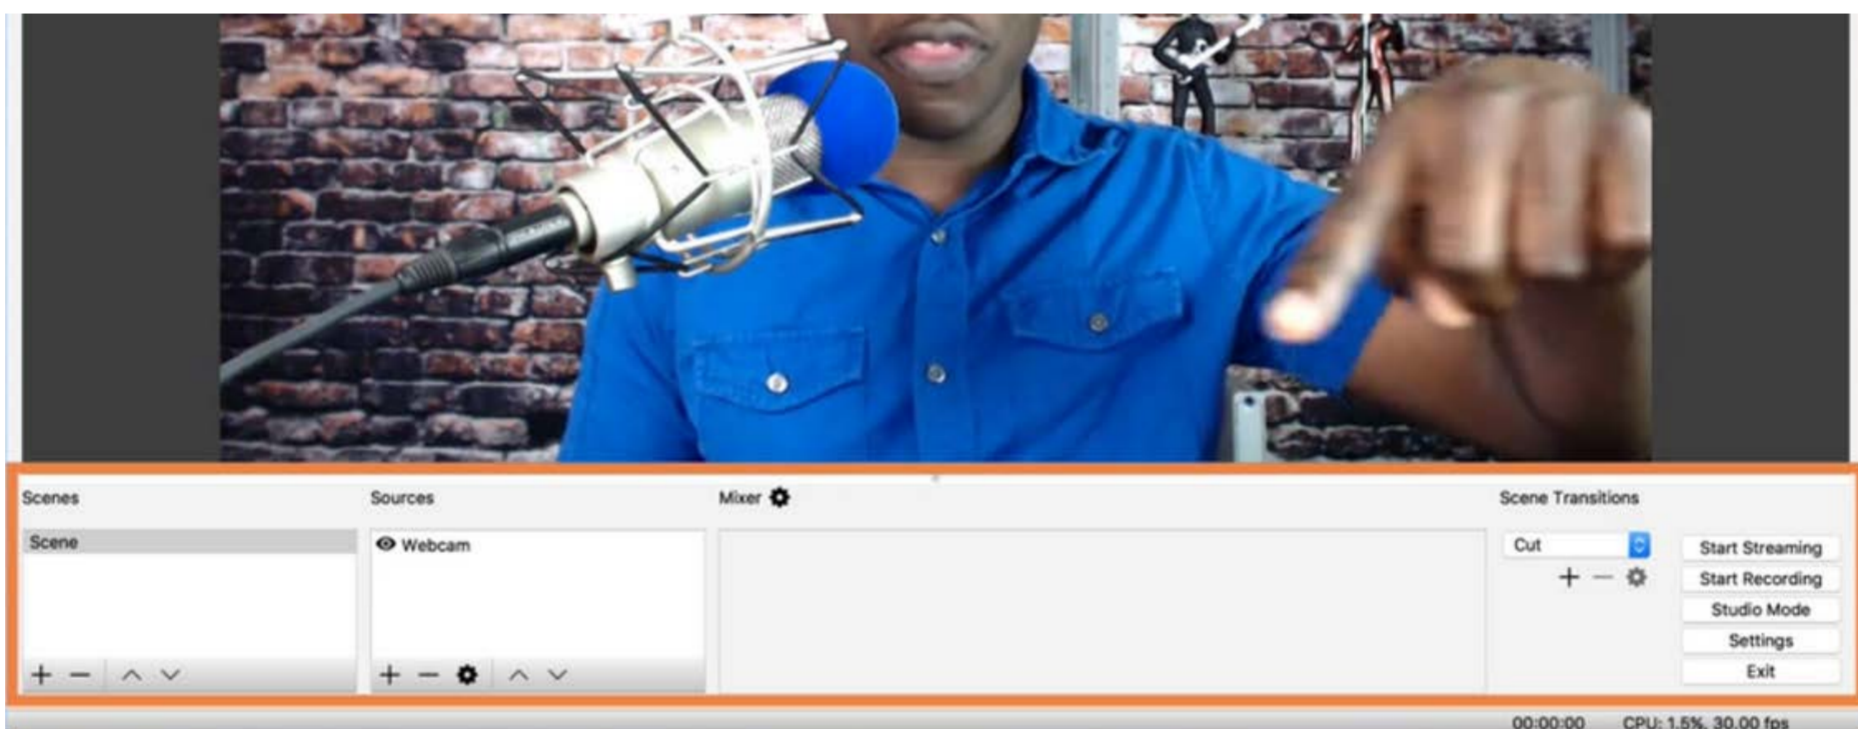 Scenes
Scene
Sources
Webcam
Mixer
Scene Transitions
Cut
Start Streaming
Start Recording
Studio Mode
Settings
Exit
00:00:00 CPU: 1.5%, 30.00 fps